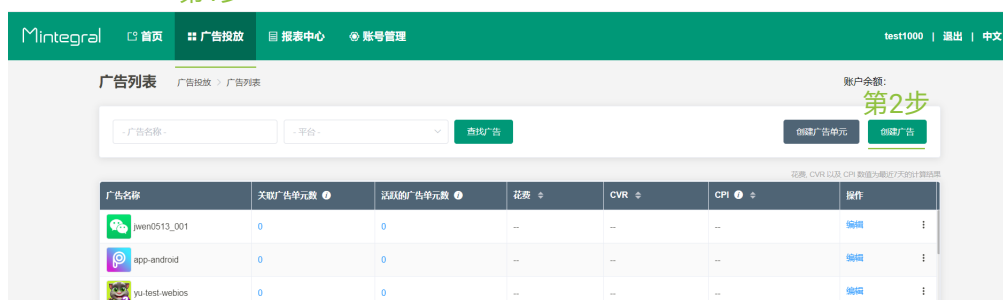 Mintegral 首页 广告投放 报表中心 账号管理 test1000 | 退出 | 中文
广告列表 广告投放 > 广告列表 账户余额:
第2步
- 广告名称 - - 平台 - 查找广告 创建广告单元 创建广告
花费, CVR 以及 CPI 数值为最近7天的计算结果
广告名称 关联广告单元数 活跃的广告单元数 花费 CVR CPI 操作
jwen0513_001 0 0 -- -- -- 编辑
app-android 0 0 -- -- -- 编辑
yu-test-webios 0 0 -- -- -- 编辑